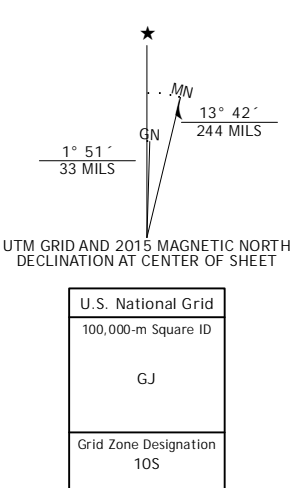 ★
MN
GN
13° 42´
244 MILS
1° 51´
33 MILS
UTM GRID AND 2015 MAGNETIC NORTH
DECLINATION AT CENTER OF SHEET
U.S. National Grid
100,000-m Square ID
GJ
Grid Zone Designation
10S